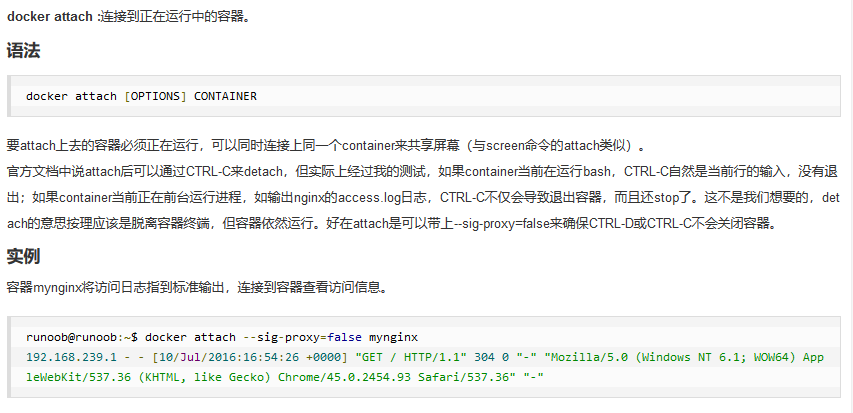 docker attach :连接到正在运行中的容器。
语法
docker attach [OPTIONS] CONTAINER
要attach上去的容器必须正在运行，可以同时连接上同一个container来共享屏幕（与screen命令的attach类似）。
官方文档中说attach后可以通过CTRL-C来detach，但实际上经过我的测试，如果container当前在运行bash，CTRL-C自然是当前行的输入，没有退
出；如果container当前正在前台运行进程，如输出nginx的access.log日志，CTRL-C不仅会导致退出容器，而且还stop了。这不是我们想要的，det
ach的意思按理应该是脱离容器终端，但容器依然运行。好在attach是可以带上--sig-proxy=false来确保CTRL-D或CTRL-C不会关闭容器。
实例
容器mynginx将访问日志指到标准输出，连接到容器查看访问信息。
runoob@runoob:~$ docker attach --sig-proxy=false mynginx
192.168.239.1 - - [10/Jul/2016:16:54:26 +0000] "GET / HTTP/1.1" 304 0 "-" "Mozilla/5.0 (Windows NT 6.1; WOW64) App
leWebKit/537.36 (KHTML, like Gecko) Chrome/45.0.2454.93 Safari/537.36" "-"